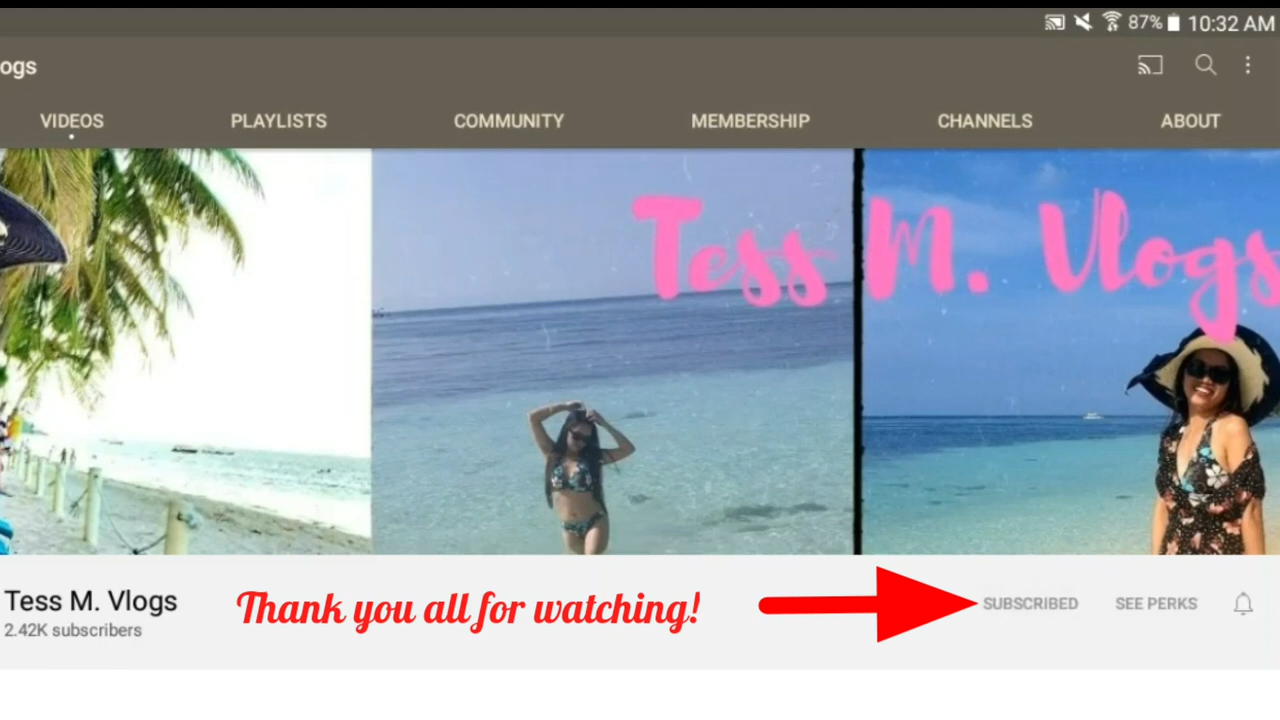 87% 10:32 AM
ogs
VIDEOS PLAYLISTS COMMUNITY MEMBERSHIP CHANNELS ABOUT
Tess M. Vlogs
Tess M. Vlogs
2.42K subscribers
Thank you all for watching!
SUBSCRIBED SEE PERKS